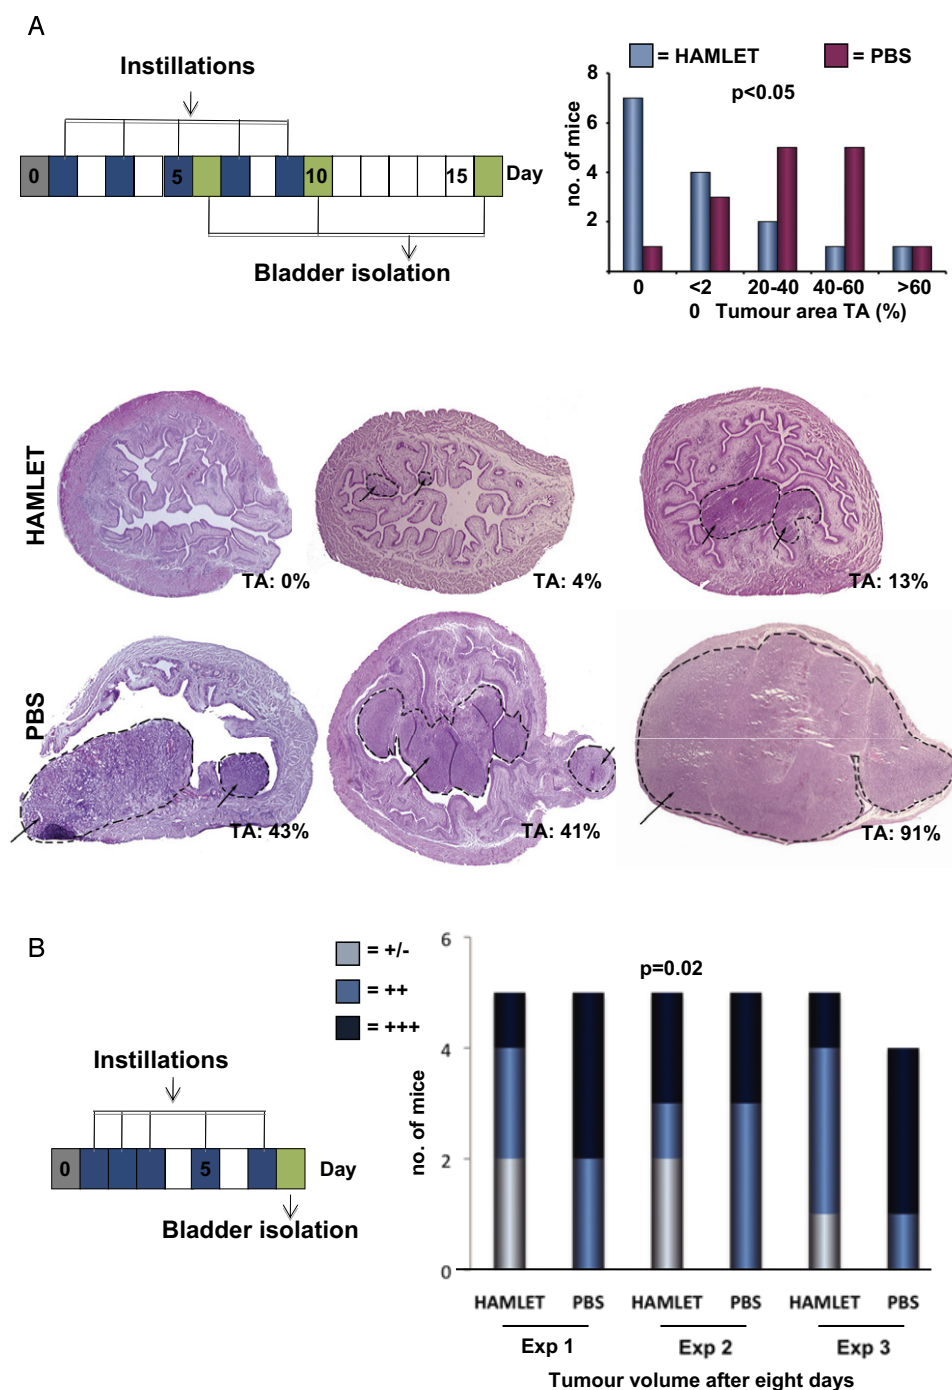 A
Instillations
0
5
10
15
Day
Bladder isolation
= HAMLET
= PBS
p<0.05
no. of mice
8
6
4
2
0
<2
20-40
40-60
>60
0
Tumour area TA (%)
HAMLET
TA: 0%
TA: 4%
TA: 13%
PBS
TA: 43%
TA: 41%
TA: 91%
B
= +/-
= ++
= +++
Instillations
0
5
Day
Bladder isolation
p=0.02
no. of mice
6
4
2
0
HAMLET PBS HAMLET PBS HAMLET PBS
Exp 1 Exp 2 Exp 3
Tumour volume after eight days